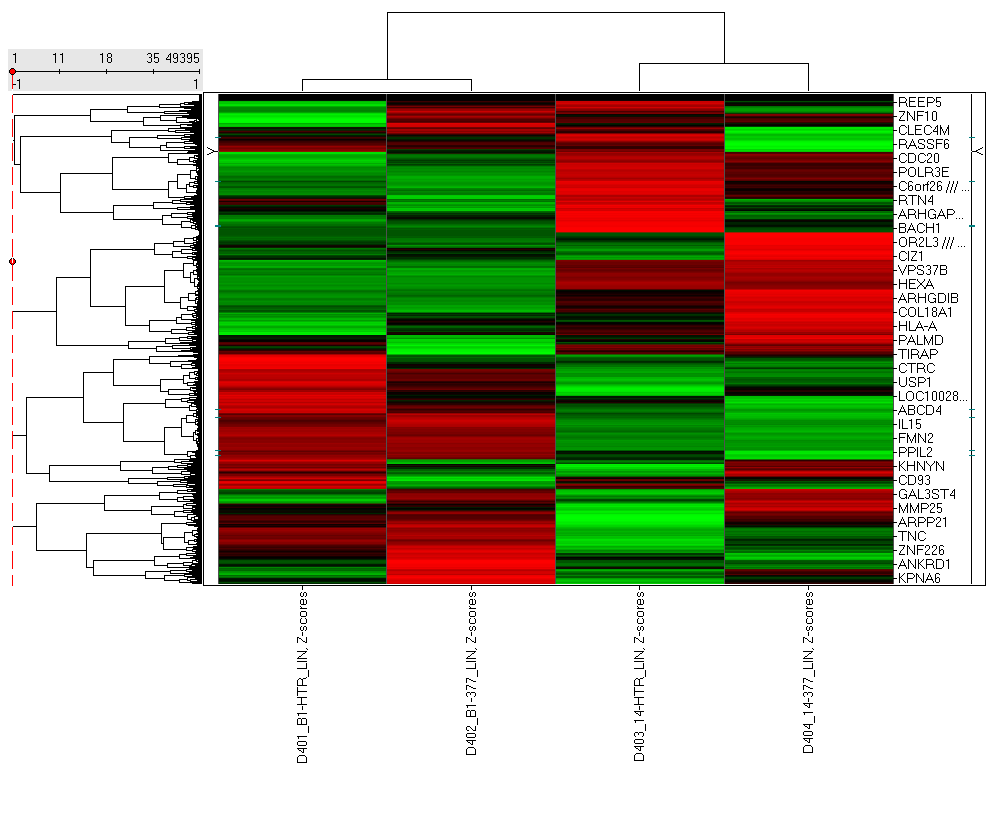 1 11 18 35 49395
-1 1
REEP5
ZNF10
CLEC4M
RASSF6
CDC20
POLR3E
C6orf26 /// ...
RTN4
ARHGAP...
BACH1
OR2L3 /// ...
CIZ1
VPS37B
HEXA
ARHGDIB
COL18A1
HLA-A
PALMD
TIRAP
CTRC
USP1
LOC10028...
ABCD4
IL15
FMN2
PPIL2
KHNYN
CD93
GAL3ST4
MMP25
ARPP21
TNC
ZNF226
ANKRD1
KPNA6
D401_B1-HTR_LIN, Z-scores
D402_B1-377_LIN, Z-scores
D403_14-HTR_LIN, Z-scores
D404_14-377_LIN, Z-scores